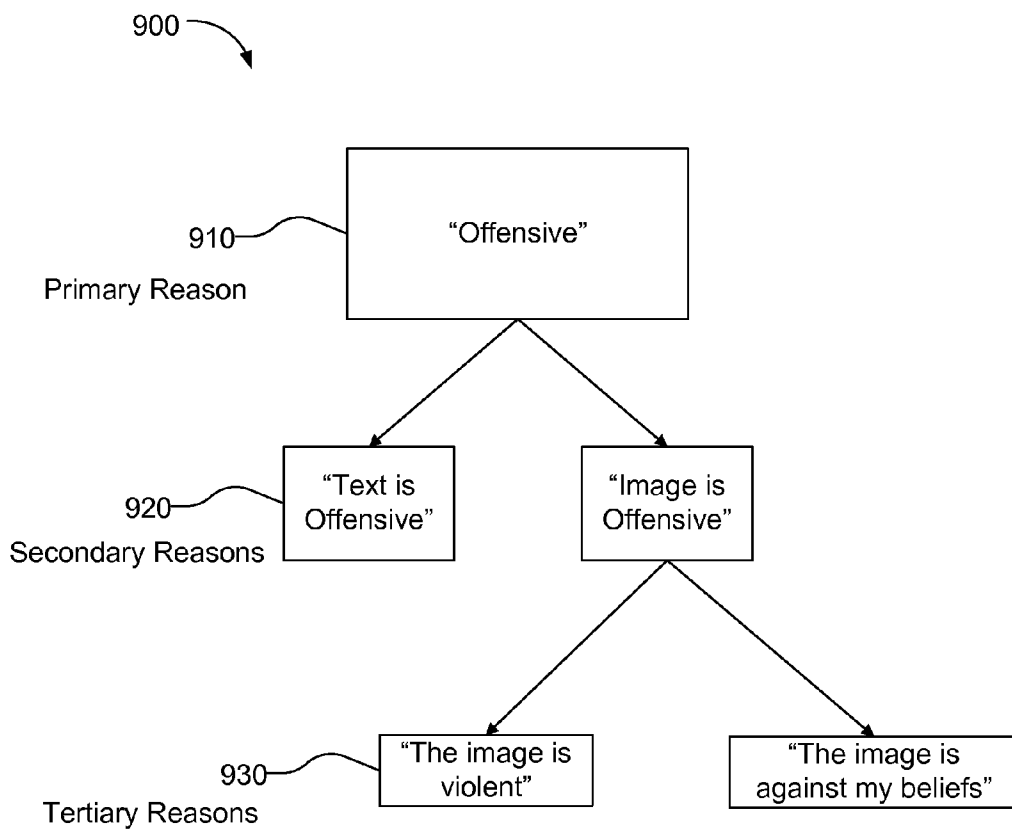 900
“Offensive”
910
Primary Reason
“Text is
Offensive”
“Image is
Offensive”
920
Secondary Reasons
“The image is
violent”
“The image is
against my beliefs”
930
Tertiary Reasons